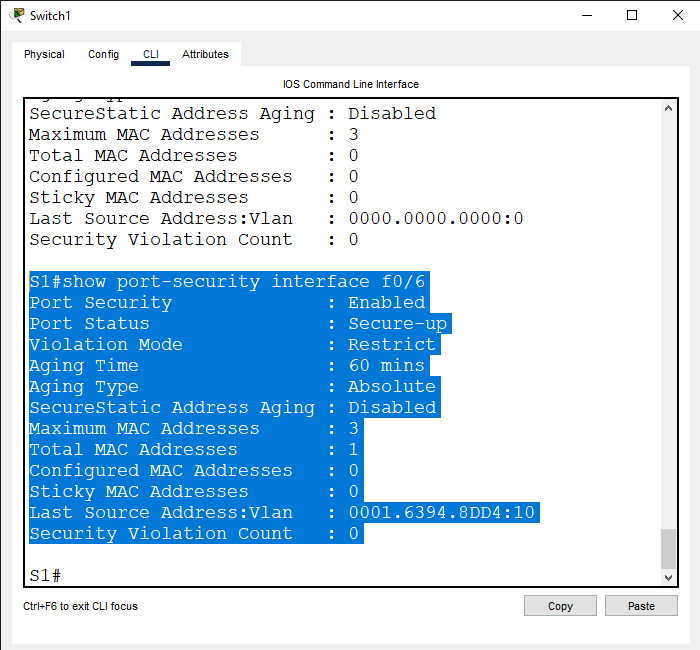 Switch1
Physical Config CLI Attributes
IOS Command Line Interface
SecureStatic Address Aging : Disabled
Maximum MAC Addresses : 3
Total MAC Addresses : 0
Configured MAC Addresses : 0
Sticky MAC Addresses : 0
Last Source Address:Vlan : 0000.0000.0000:0
Security Violation Count : 0
S1#show port-security interface f0/6
Port Security : Enabled
Port Status : Secure-up
Violation Mode : Restrict
Aging Time : 60 mins
Aging Type : Absolute
SecureStatic Address Aging : Disabled
Maximum MAC Addresses : 3
Total MAC Addresses : 1
Configured MAC Addresses : 0
Sticky MAC Addresses : 0
Last Source Address:Vlan : 0001.6394.8DD4:10
Security Violation Count : 0
S1#
Ctrl+F6 to exit CLI focus
Copy Paste